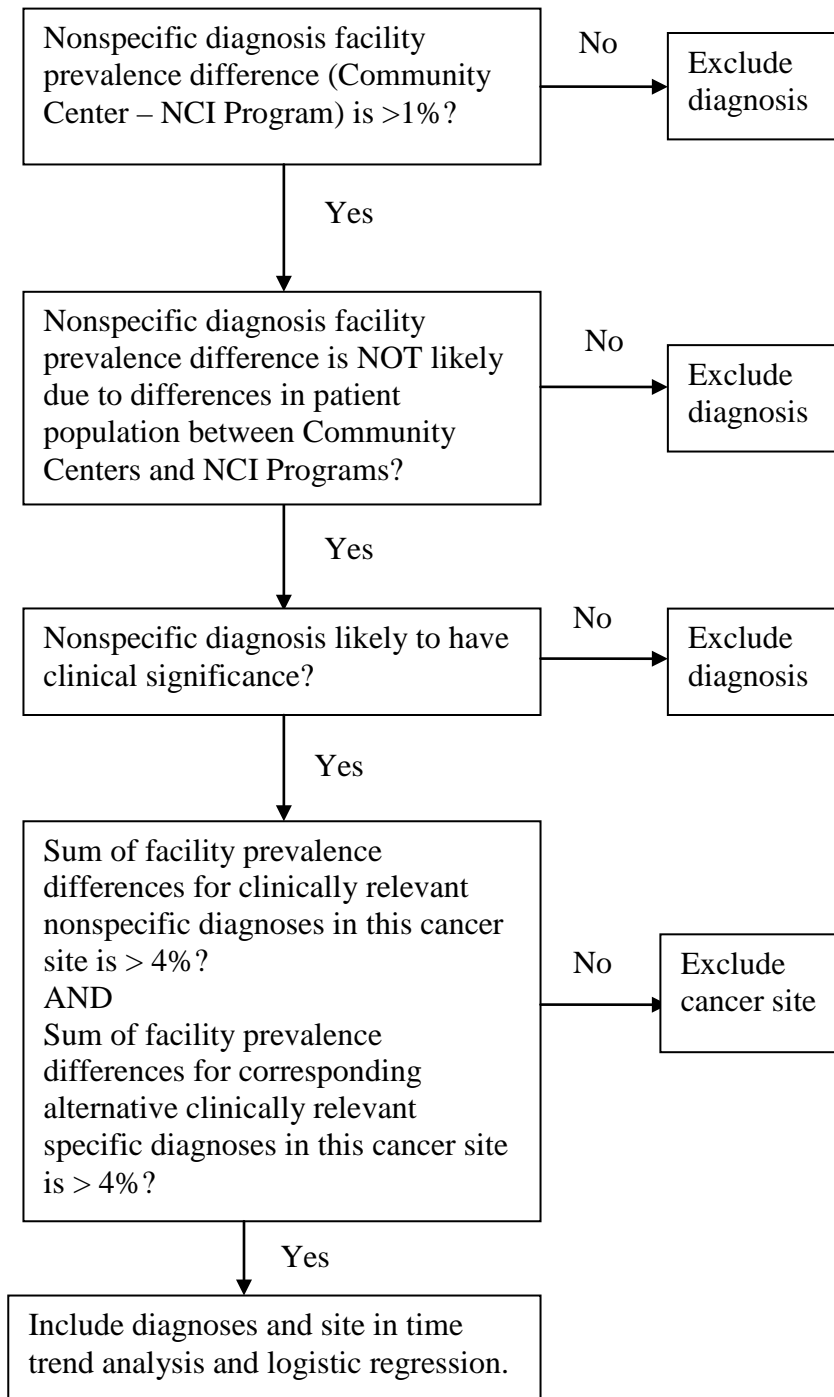 Nonspecific diagnosis facility
prevalence difference (Community
Center – NCI Program) is >1%?
No
Exclude
diagnosis
Yes
Nonspecific diagnosis facility
prevalence difference is NOT likely
due to differences in patient
population between Community
Centers and NCI Programs?
No
Exclude
diagnosis
Yes
Nonspecific diagnosis likely to have
clinical significance?
No
Exclude
diagnosis
Yes
Sum of facility prevalence
differences for clinically relevant
nonspecific diagnoses in this cancer
site is > 4%?
AND
Sum of facility prevalence
differences for corresponding
alternative clinically relevant
specific diagnoses in this cancer site
is > 4%?
No
Exclude
cancer site
Yes
Include diagnoses and site in time
trend analysis and logistic regression.